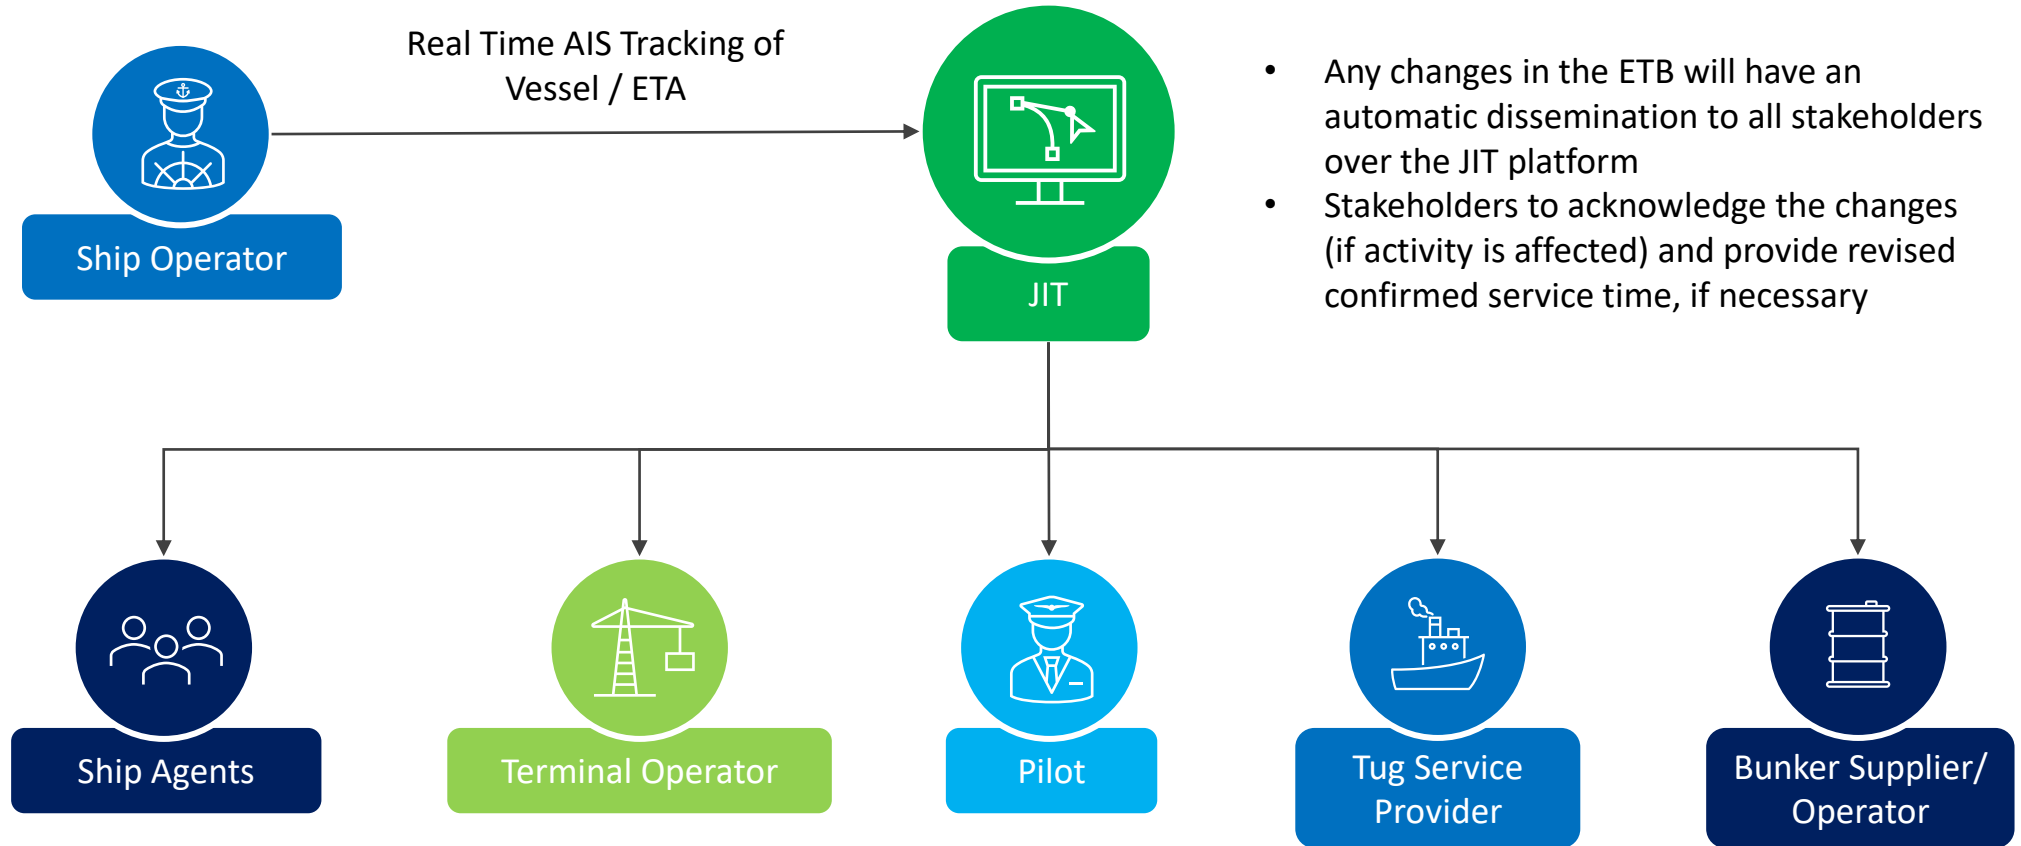 Real Time AIS Tracking of
Vessel / ETA
Ship Operator
JIT
• Any changes in the ETB will have an
automatic dissemination to all stakeholders
over the JIT platform
• Stakeholders to acknowledge the changes
(if activity is affected) and provide revised
confirmed service time, if necessary
Ship Agents
Terminal Operator
Pilot
Tug Service
Provider
Bunker Supplier/
Operator